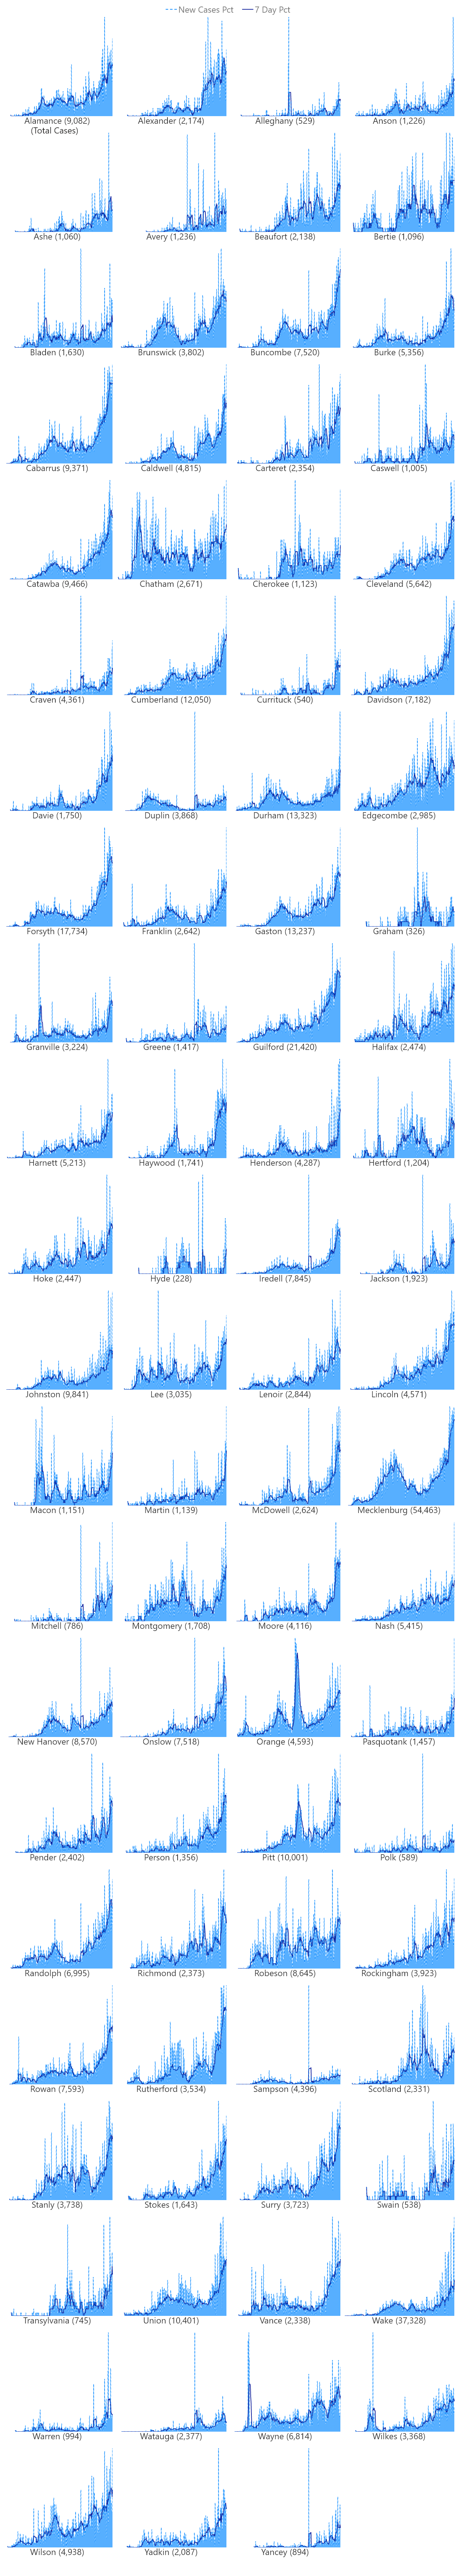 New Cases Pct 7 Day Pct
Alamance (9,082) Alexander (2,174) Alleghany (529) Anson (1,226)
(Total Cases)
Ashe (1,060) Avery (1,236) Beaufort (2,138) Bertie (1,096)
Bladen (1,630) Brunswick (3,802) Buncombe (7,520) Burke (5,356)
Cabarrus (9,371) Caldwell (4,815) Carteret (2,354) Caswell (1,005)
Catawba (9,466) Chatham (2,671) Cherokee (1,123) Cleveland (5,642)
Craven (4,361) Cumberland (12,050) Currituck (540) Davidson (7,182)
Davie (1,750) Duplin (3,868) Durham (13,323) Edgecombe (2,985)
Forsyth (17,734) Franklin (2,642) Gaston (13,237) Graham (326)
Granville (3,224) Greene (1,417) Guilford (21,420) Halifax (2,474)
Harnett (5,213) Haywood (1,741) Henderson (4,287) Hertford (1,204)
Hoke (2,447) Hyde (228) Iredell (7,845) Jackson (1,923)
Johnston (9,841) Lee (3,035) Lenoir (2,844) Lincoln (4,571)
Macon (1,151) Martin (1,139) McDowell (2,624) Mecklenburg (54,463)
Mitchell (786) Montgomery (1,708) Moore (4,116) Nash (5,415)
New Hanover (8,570) Onslow (7,518) Orange (4,593) Pasquotank (1,457)
Pender (2,402) Person (1,356) Pitt (10,001) Polk (589)
Randolph (6,995) Richmond (2,373) Robeson (8,645) Rockingham (3,923)
Rowan (7,593) Rutherford (3,534) Sampson (4,396) Scotland (2,331)
Stanly (3,738) Stokes (1,643) Surry (3,723) Swain (538)
Transylvania (745) Union (10,401) Vance (2,338) Wake (37,328)
Warren (994) Watauga (2,377) Wayne (6,814) Wilkes (3,368)
Wilson (4,938) Yadkin (2,087) Yancey (894)